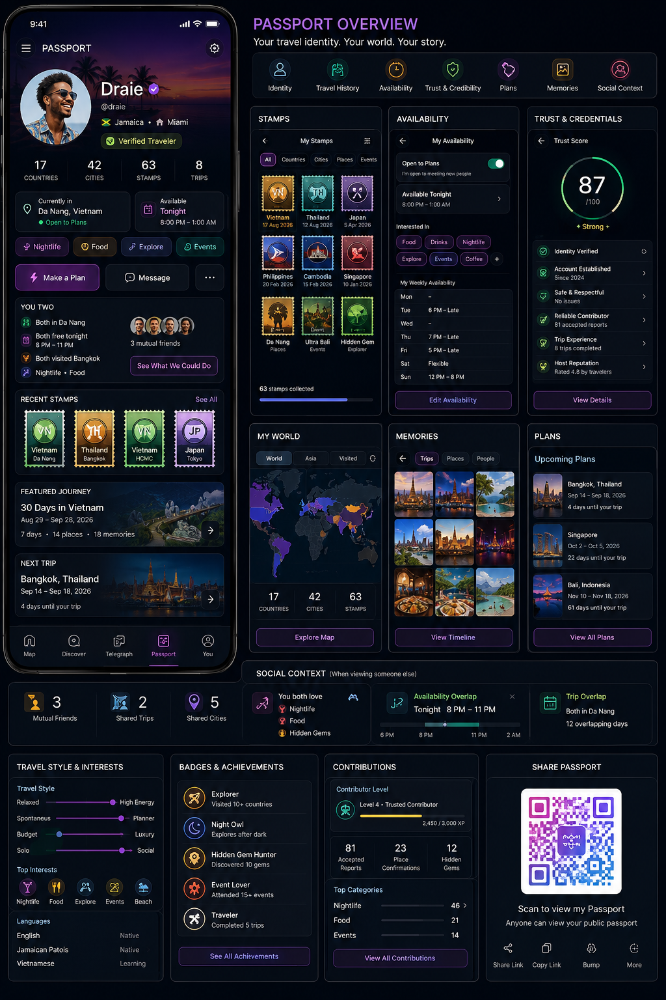 9:41
PASSPORT
Draie
@draie
Jamaica • Miami
Verified Traveler
17
COUNTRIES
42
CITIES
63
STAMPS
8
TRIPS
Currently in
Da Nang, Vietnam
Open to Plans
Available
Tonight
8:00 PM – 1:00 AM
Nightlife
Food
Explore
Events
Make a Plan
Message
YOU TWO
Both in Da Nang
Both free tonight
8 PM – 11 PM
Both visited Bangkok
Nightlife • Food
3 mutual friends
See What We Could Do
RECENT STAMPS
See All
VN
Vietnam
Da Nang
TH
Thailand
Bangkok
VN
Vietnam
HCMC
JP
Japan
Tokyo
FEATURED JOURNEY
30 Days in Vietnam
Aug 29 – Sep 28, 2026
7 days • 14 places • 18 memories
NEXT TRIP
Bangkok, Thailand
Sep 14 – Sep 18, 2026
4 days until your trip
Map
Discover
Telegraph
Passport
You
PASSPORT OVERVIEW
Your travel identity. Your world. Your story.
Identity
Travel History
Availability
Trust & Credibility
Plans
Memories
Social Context
STAMPS
My Stamps
All
Countries
Cities
Places
Events
VN
Vietnam
17 Aug 2026
TH
Thailand
12 Aug 2026
Japan
5 Apr 2026
Philippines
20 Feb 2026
Cambodia
15 Feb 2026
Singapore
10 Jan 2026
Da Nang
Places
Ultra Bali
Events
Hidden Gem
Explorer
63 stamps collected
AVAILABILITY
My Availability
Open to Plans
I'm open to meeting new people
Available Tonight
8:00 PM – 1:00 AM
Interested In
Food
Drinks
Nightlife
Explore
Events
Coffee
+
My Weekly Availability
Mon –
Tue 6 PM – Late
Wed –
Thu 7 PM – Late
Fri 5 PM – Late
Sat Flexible
Sun 12 PM – 8 PM
Edit Availability
TRUST & CREDENTIALS
Trust Score
87
/100
Strong
Identity Verified
Account Established
Since 2024
Safe & Respectful
No issues
Reliable Contributor
81 accepted reports
Trip Experience
8 trips completed
Host Reputation
Rated 4.8 by travelers
View Details
MY WORLD
World
Asia
Visited
17
COUNTRIES
42
CITIES
63
STAMPS
Explore Map
MEMORIES
Trips
Places
People
View Timeline
PLANS
Upcoming Plans
Bangkok, Thailand
Sep 14 – Sep 18, 2026
4 days until your trip
Singapore
Oct 2 – Oct 5, 2026
22 days until your trip
Bali, Indonesia
Nov 10 – Nov 18, 2026
61 days until your trip
View All Plans
SOCIAL CONTEXT (When viewing someone else)
3
Mutual Friends
2
Shared Trips
5
Shared Cities
You both love
Nightlife
Food
Hidden Gems
Availability Overlap
Tonight 8 PM – 11 PM
6 PM
8 PM
11 PM
2 AM
Trip Overlap
Both in Da Nang
12 overlapping days
TRAVEL STYLE & INTERESTS
Travel Style
Relaxed
High Energy
Spontaneus
Planner
Budget
Luxury
Solo
Social
Top Interests
Nightlife
Food
Explore
Events
Beach
Languages
English Native
Jamaican Patois Native
Vietnamese Learning
BADGES & ACHIEVEMENTS
Explorer
Visited 10+ countries
Night Owl
Explores after dark
Hidden Gem Hunter
Discovered 10 gems
Event Lover
Attended 15+ events
Traveler
Completed 5 trips
See All Achievements
CONTRIBUTIONS
Contributor Level
Level 4 • Trusted Contributor
2,450 / 3,000 XP
81
Accepted
Reports
23
Place
Confirmations
12
Hidden
Gems
Top Categories
Nightlife 46
Food 21
Events 14
View All Contributions
SHARE PASSPORT
Scan to view my Passport
Anyone can view your public passport
Share Link
Copy Link
Bump
More